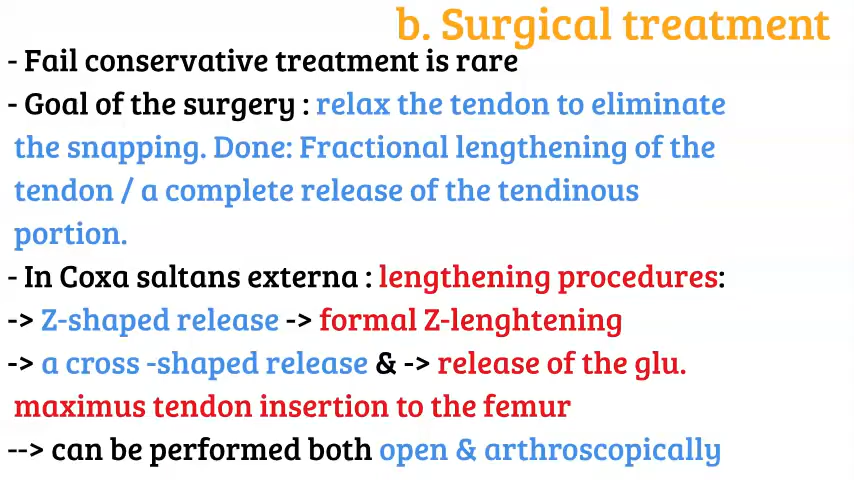 b. Surgical treatment
- Fail conservative treatment is rare
- Goal of the surgery : relax the tendon to eliminate
the snapping. Done: Fractional lengthening of the
tendon / a complete release of the tendinous
portion.
- In Coxa saltans externa : lengthening procedures:
-> Z-shaped release -> formal Z-lenghtening
-> a cross -shaped release & -> release of the glu.
maximus tendon insertion to the femur
--> can be performed both open & arthroscopically